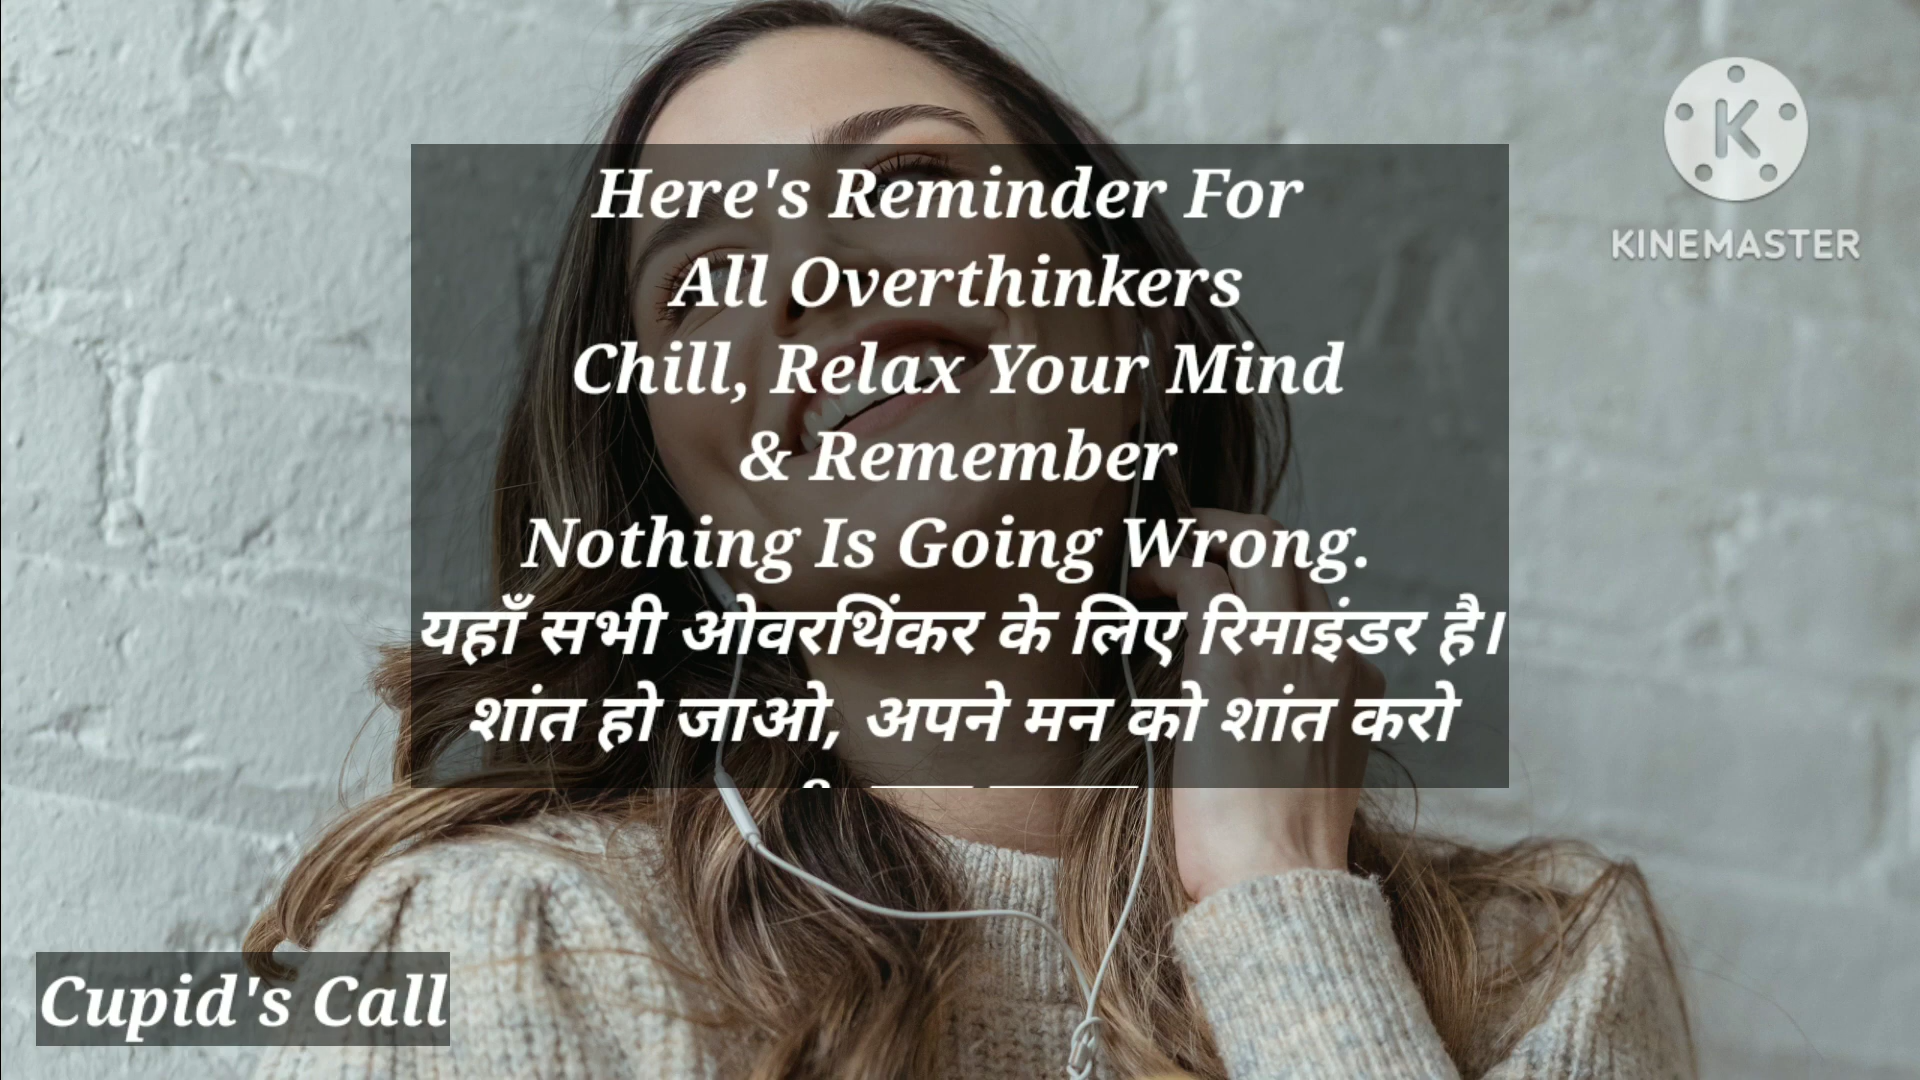 Here's Reminder For
All Overthinkers
Chill, Relax Your Mind
& Remember
Nothing Is Going Wrong.
यहाँ सभी ओवरथिंकर के लिए रिमाइंडर है।
शांत हो जाओ, अपने मन को शांत करो
K
KINEMASTER
Cupid's Call